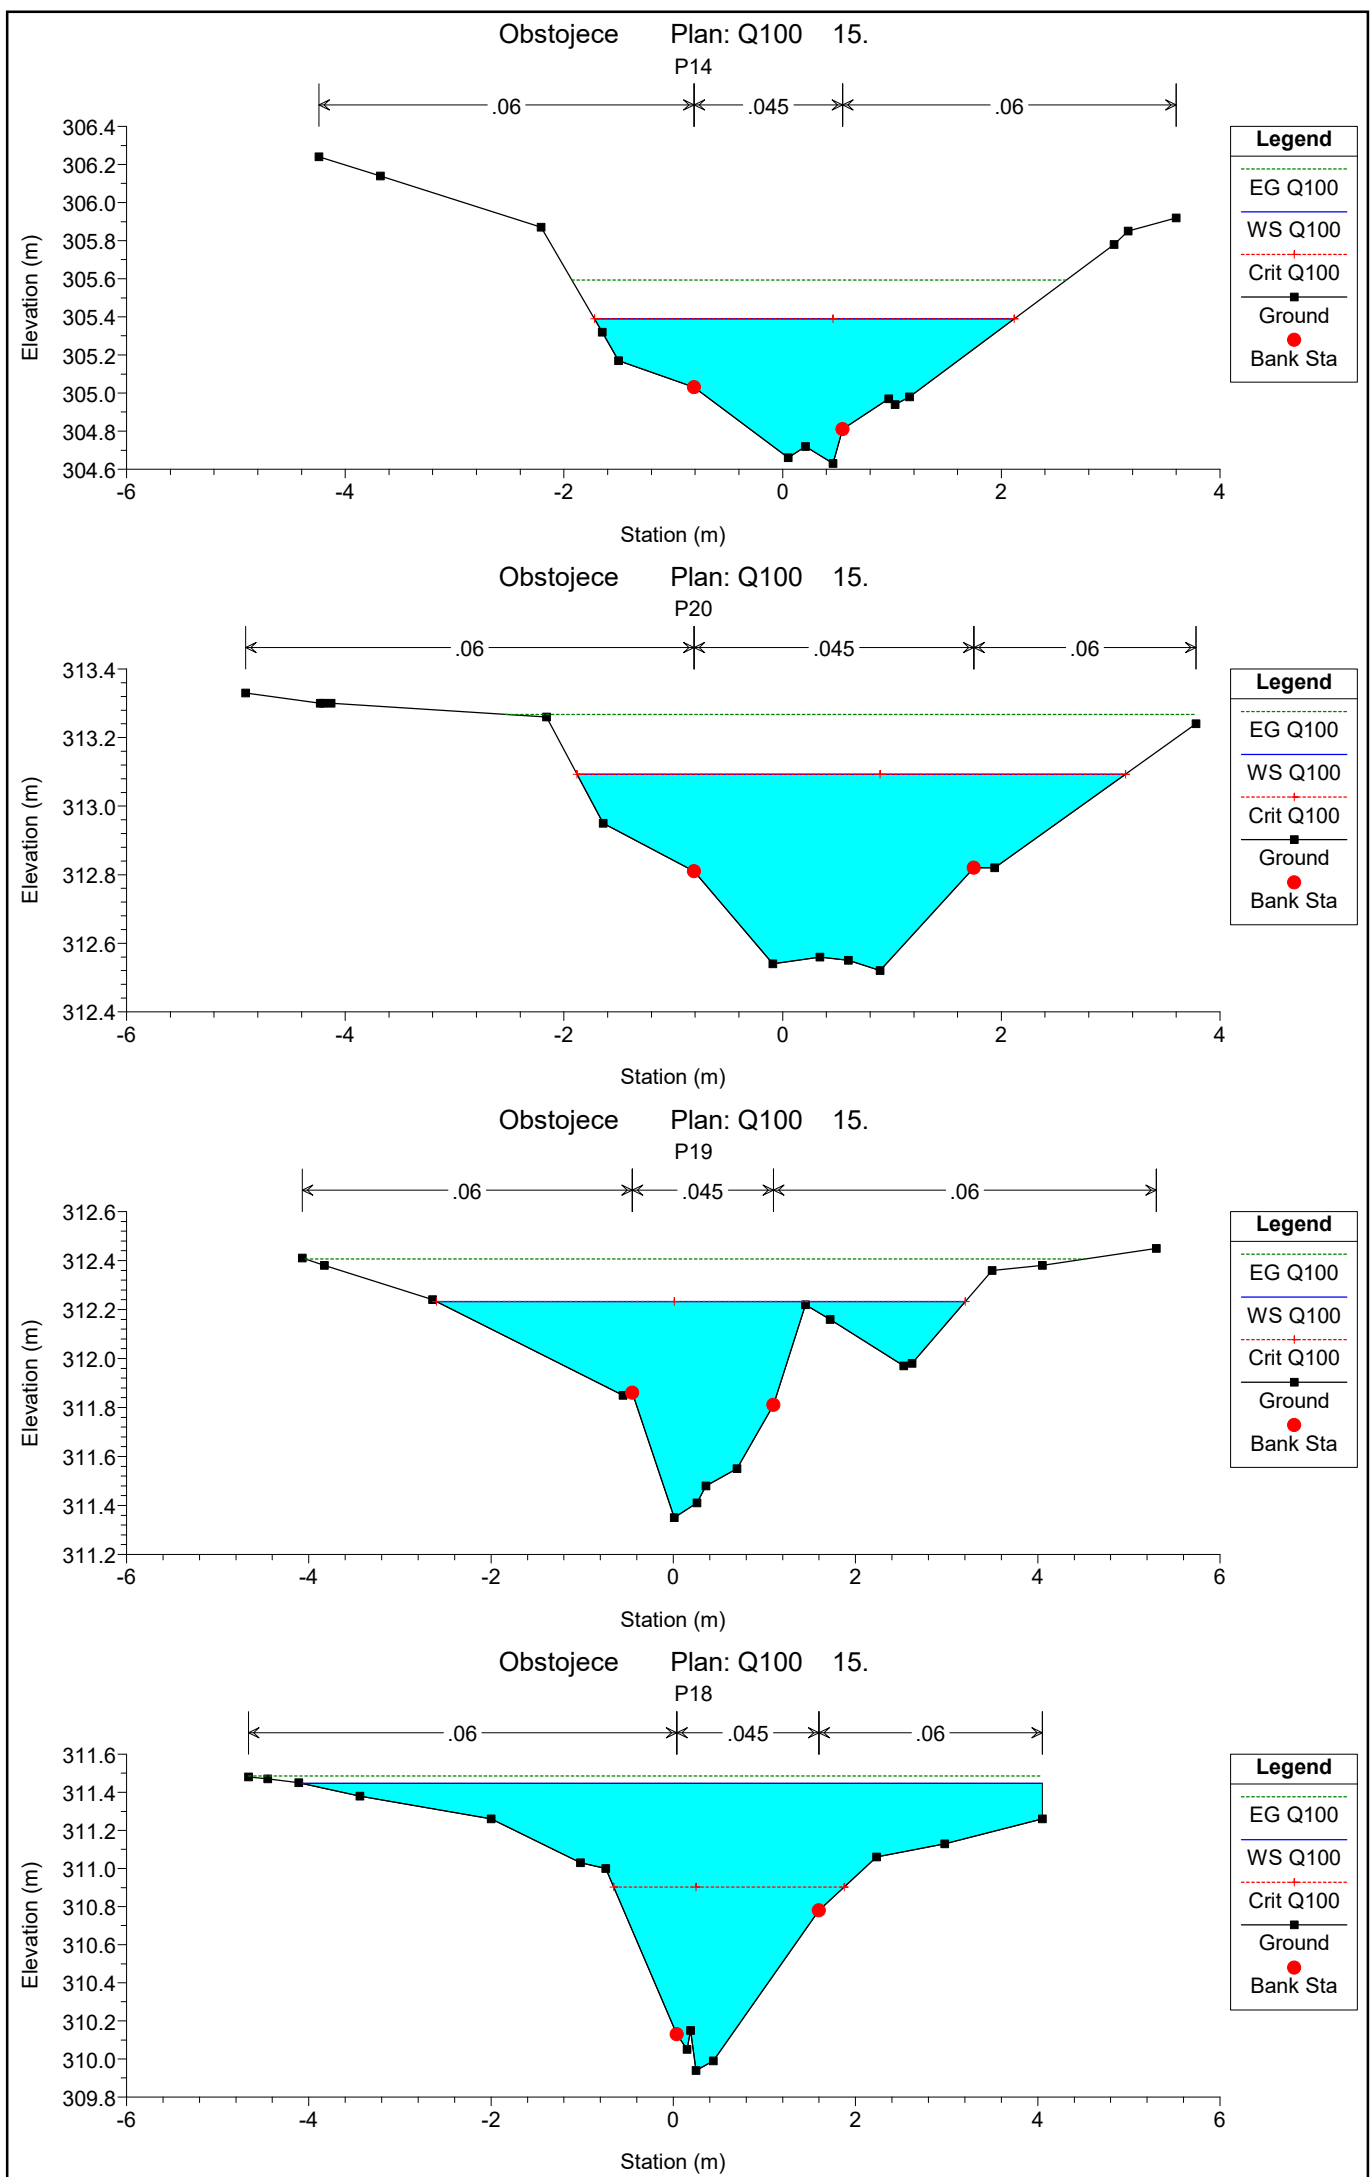 Obstojece Plan: Q100 15.
P14
.06 .045 .06
306.4
306.2
306.0
305.8
305.6
305.4
305.2
305.0
304.8
304.6
Elevation (m)
-6 -4 -2 0 2 4
Station (m)
Legend
EG Q100
WS Q100
Crit Q100
Ground
Bank Sta
Obstojece Plan: Q100 15.
P20
.06 .045 .06
313.4
313.2
313.0
312.8
312.6
312.4
Elevation (m)
-6 -4 -2 0 2 4
Station (m)
Legend
EG Q100
WS Q100
Crit Q100
Ground
Bank Sta
Obstojece Plan: Q100 15.
P19
.06 .045 .06
312.6
312.4
312.2
312.0
311.8
311.6
311.4
311.2
Elevation (m)
-6 -4 -2 0 2 4 6
Station (m)
Legend
EG Q100
WS Q100
Crit Q100
Ground
Bank Sta
Obstojece Plan: Q100 15.
P18
.06 .045 .06
311.6
311.4
311.2
311.0
310.8
310.6
310.4
310.2
310.0
309.8
Elevation (m)
-6 -4 -2 0 2 4 6
Station (m)
Legend
EG Q100
WS Q100
Crit Q100
Ground
Bank Sta